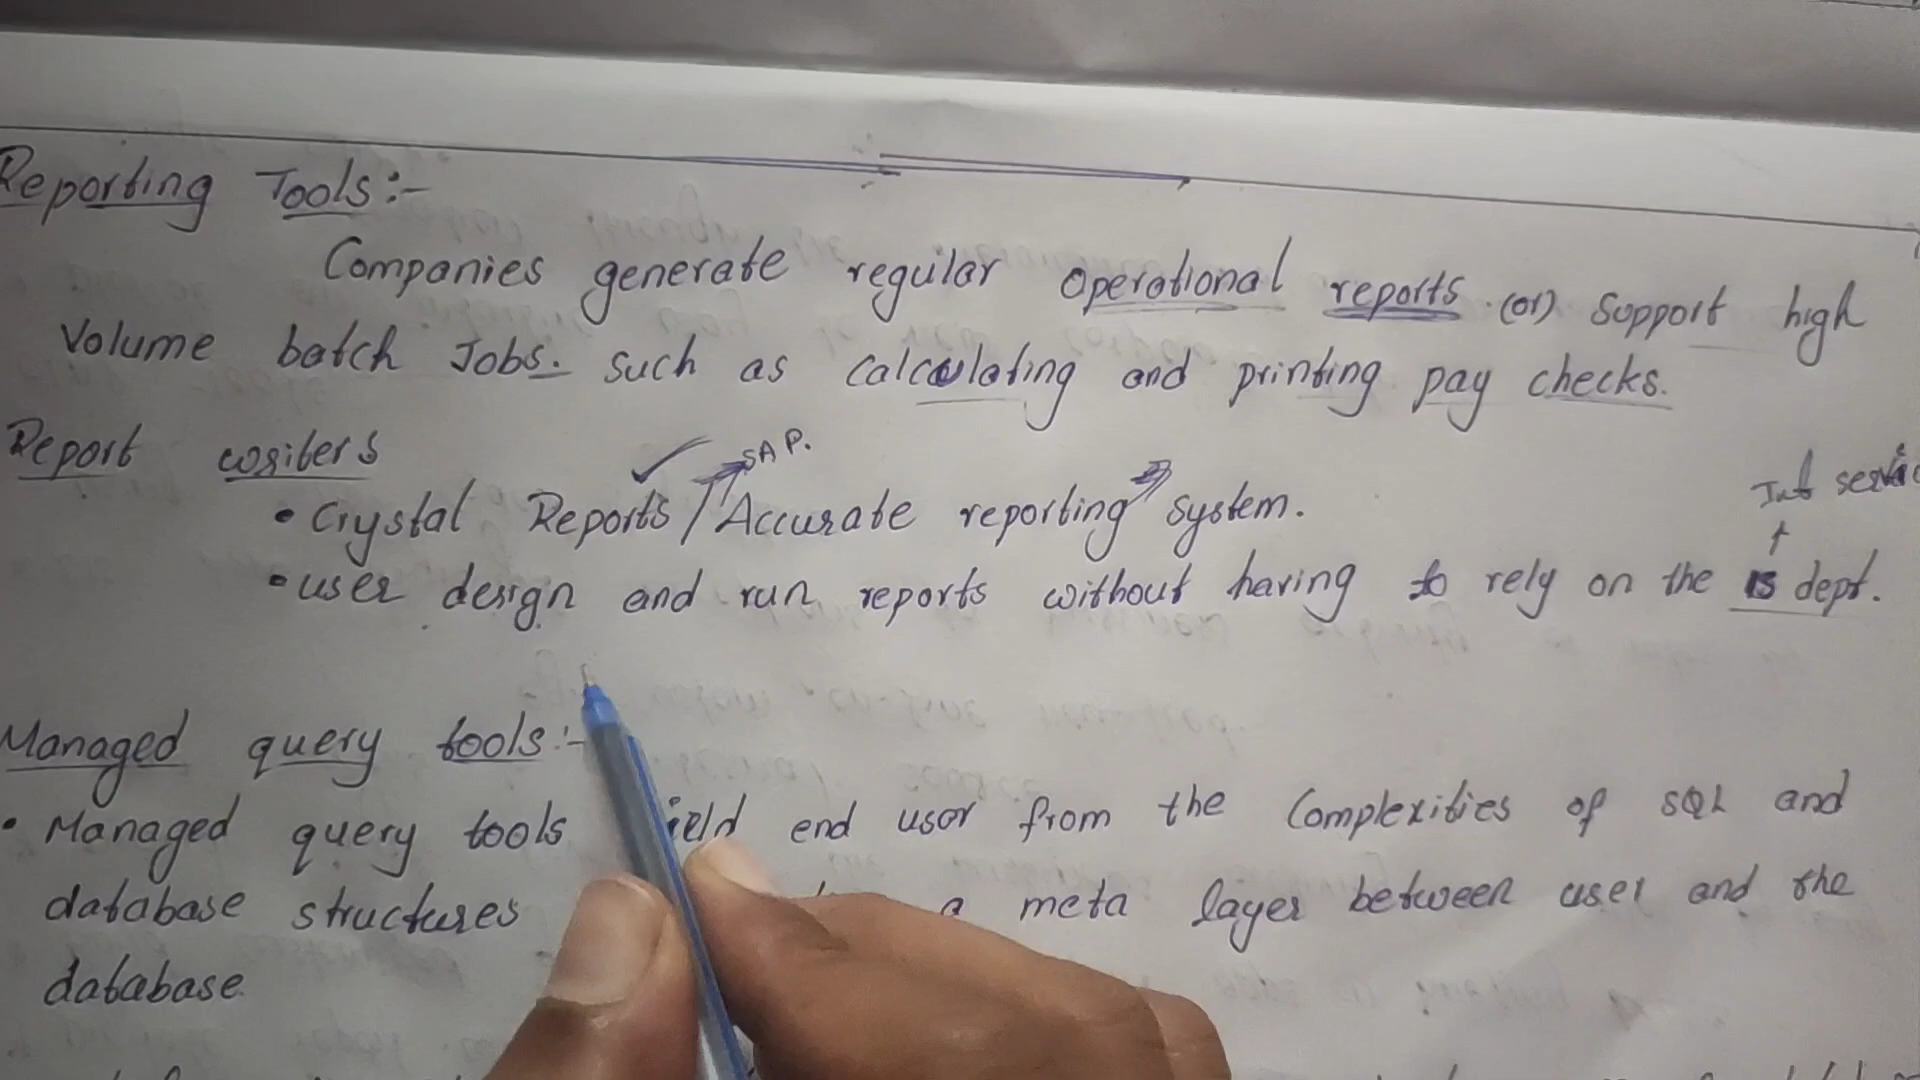 Reporting Tools:-
Companies generate regular operational reports (or) support high
Volume batch Jobs. such as calculating and printing pay checks.
Report writers
SAP.
• Crystal Reports / Accurate reporting system.
Inf
• user design and run reports without having to rely on the IS dept.
Managed query tools:-
• Managed query tools end user from the Complexities of SQL and
database structures a meta layer between user and the
database.